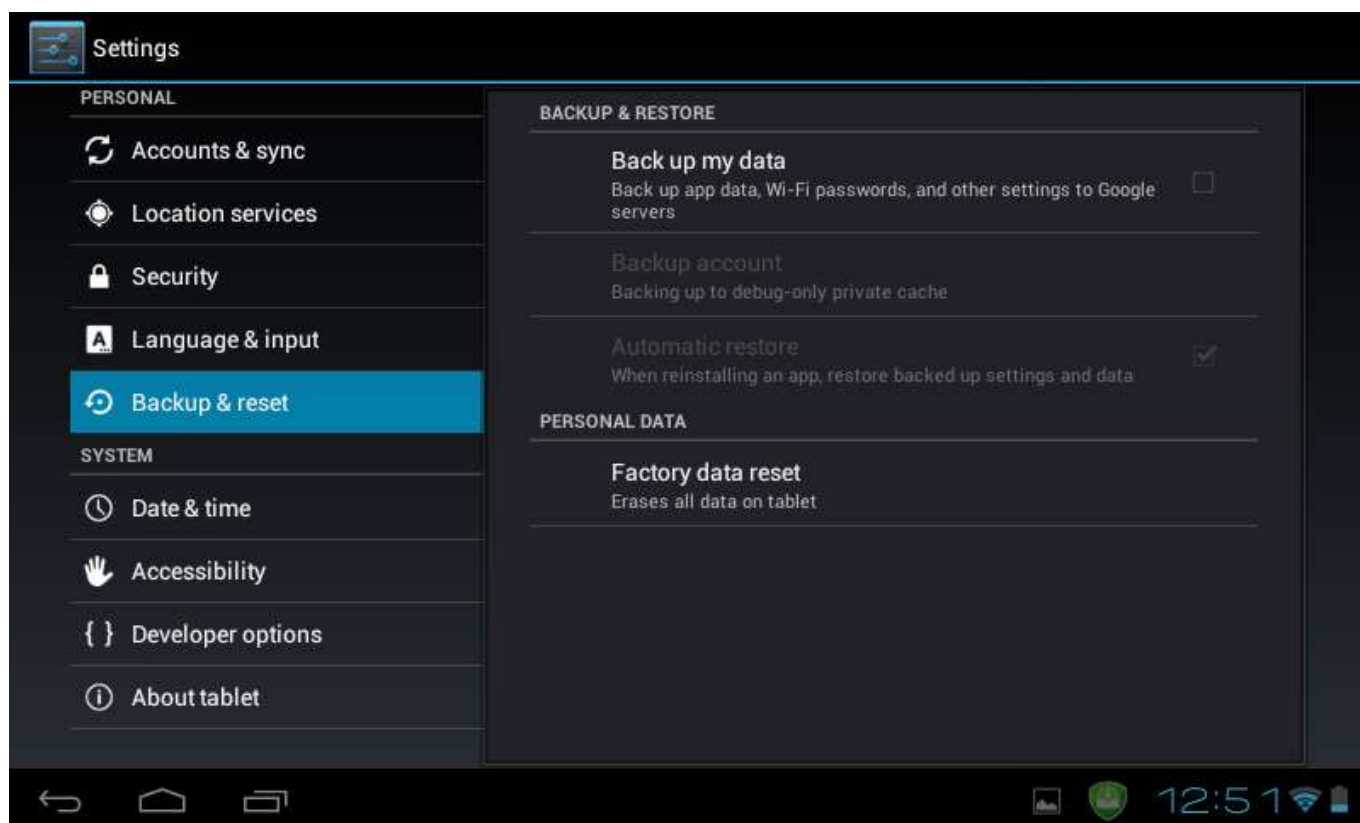 Settings
PERSONAL
Accounts & sync
Location services
Security
Language & input
Backup & reset
SYSTEM
Date & time
Accessibility
{ } Developer options
About tablet
BACKUP & RESTORE
Back up my data
Back up app data, Wi-Fi passwords, and other settings to Google
servers
Backup account
Backing up to debug-only private cache
Automatic restore
When reinstalling an app, restore backed up settings and data
PERSONAL DATA
Factory data reset
Erases all data on tablet
12:51